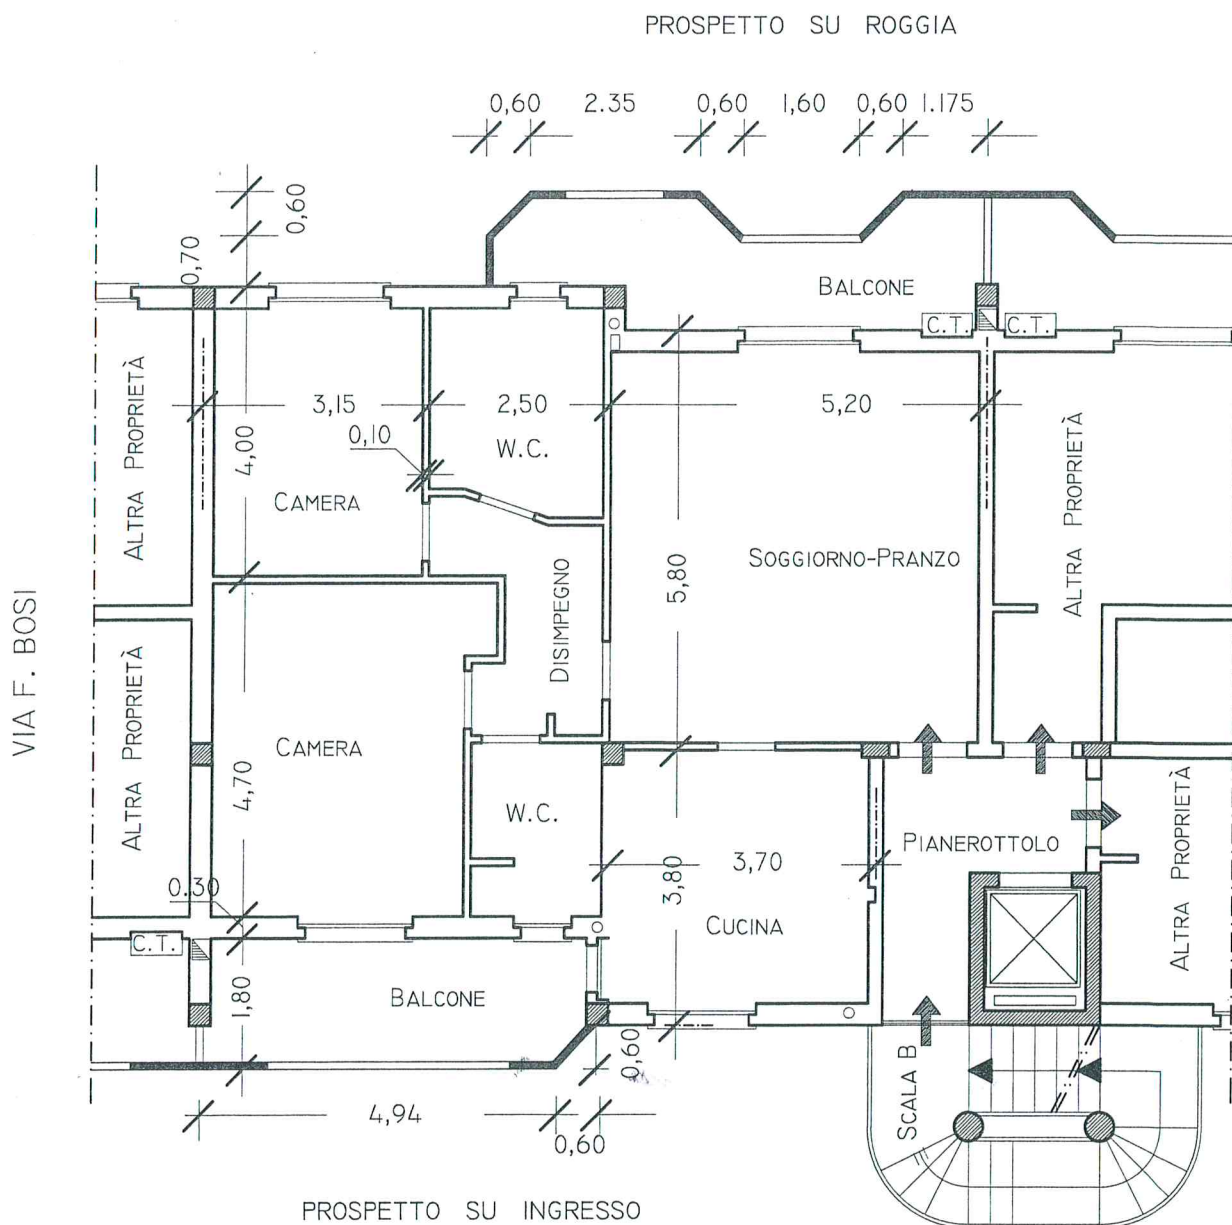 PROSPETTO SU ROGGIA
0,60 2.35 0,60 1,60 0,60 1.175
0,60
0,70
BALCONE
C.T. C.T.
3,15 2,50 5,20
0,10
W.C.
4,00
CAMERA
ALTRA PROPRIETÀ
ALTRA PROPRIETÀ
SOGGIORNO-PRANZO
5,80
DISIMPEGNO
VIA F. BOSI
ALTRA PROPRIETÀ
CAMERA
4,70
W.C.
3,80
3,70
PIANEROTTOLO
ALTRA PROPRIETÀ
0.30
CUCINA
C.T.
1,80
BALCONE
0,60
SCALA B
4,94
0,60
PROSPETTO SU INGRESSO